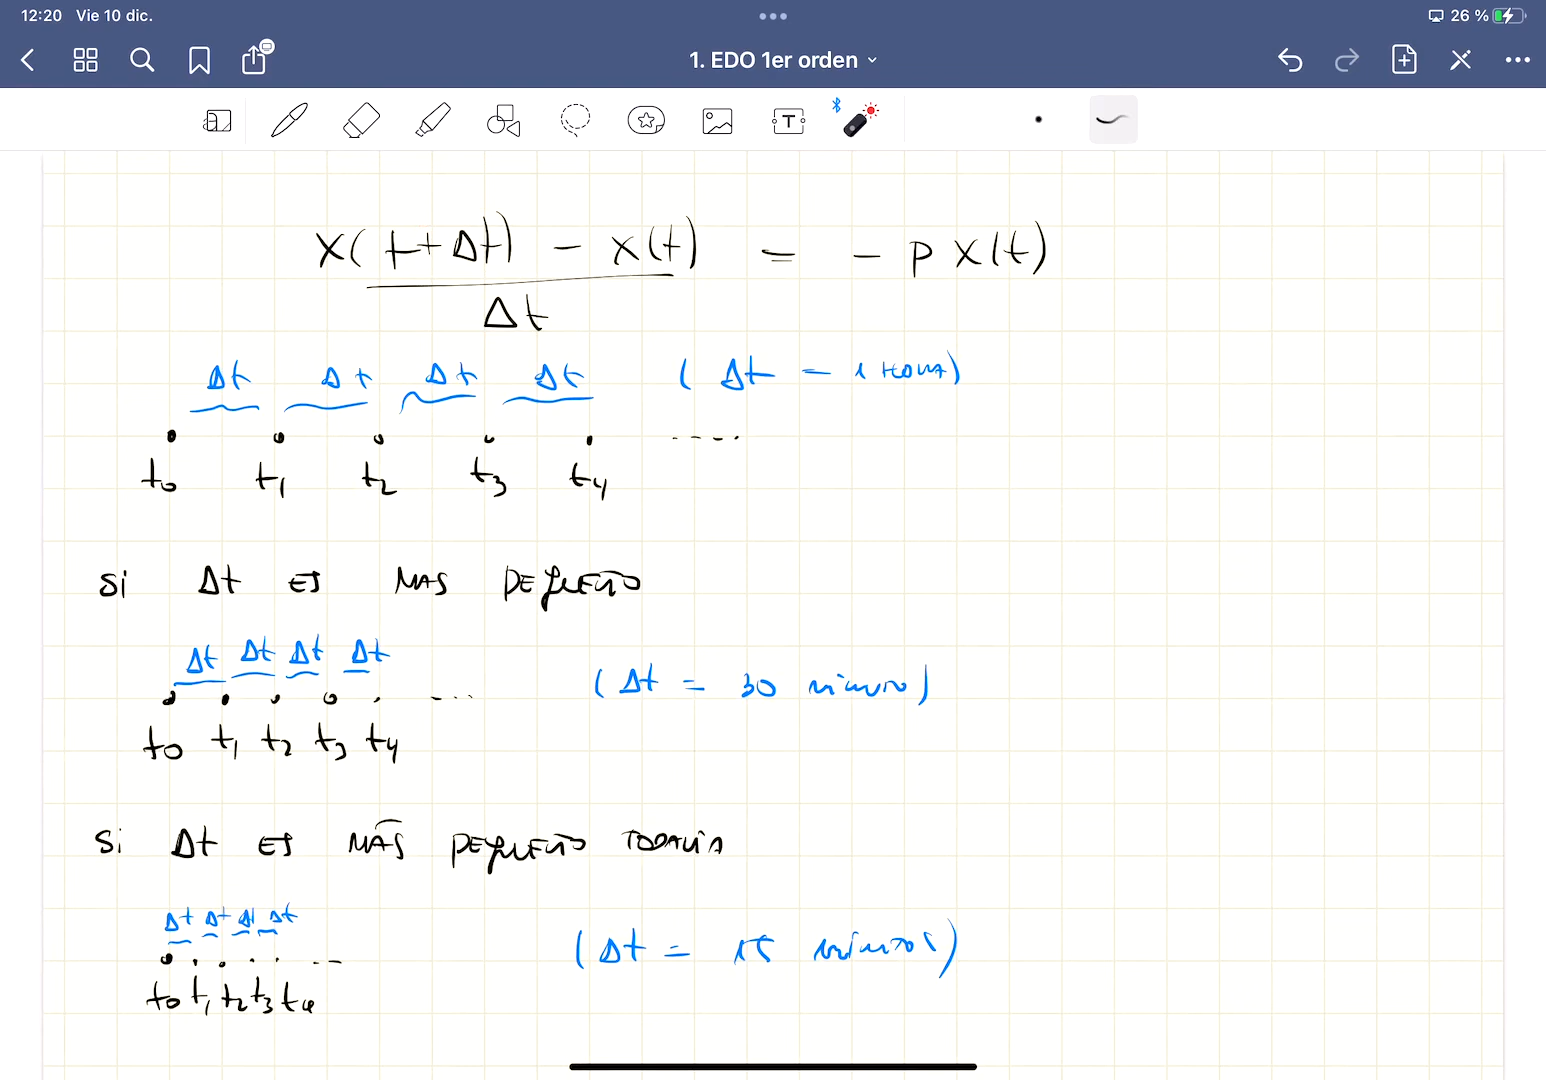 12:20 Vie 10 dic.
26 %
1. EDO 1er orden
T
x(t+Δt) - x(t) = - p x(t)
Δt
Δt Δt Δt Δt (Δt = 1 HORA)
t0 t1 t2 t3 t4 ....
Si Δt ES MAS PEQUEÑO
Δt Δt Δt Δt
(Δt = 30 minutos)
t0 t1 t2 t3 t4 ...
Si Δt ES MÁS PEQUEÑO TODAVÍA
Δt Δt Δt Δt
(Δt = 15 minutos)
t0 t1 t2 t3 t4